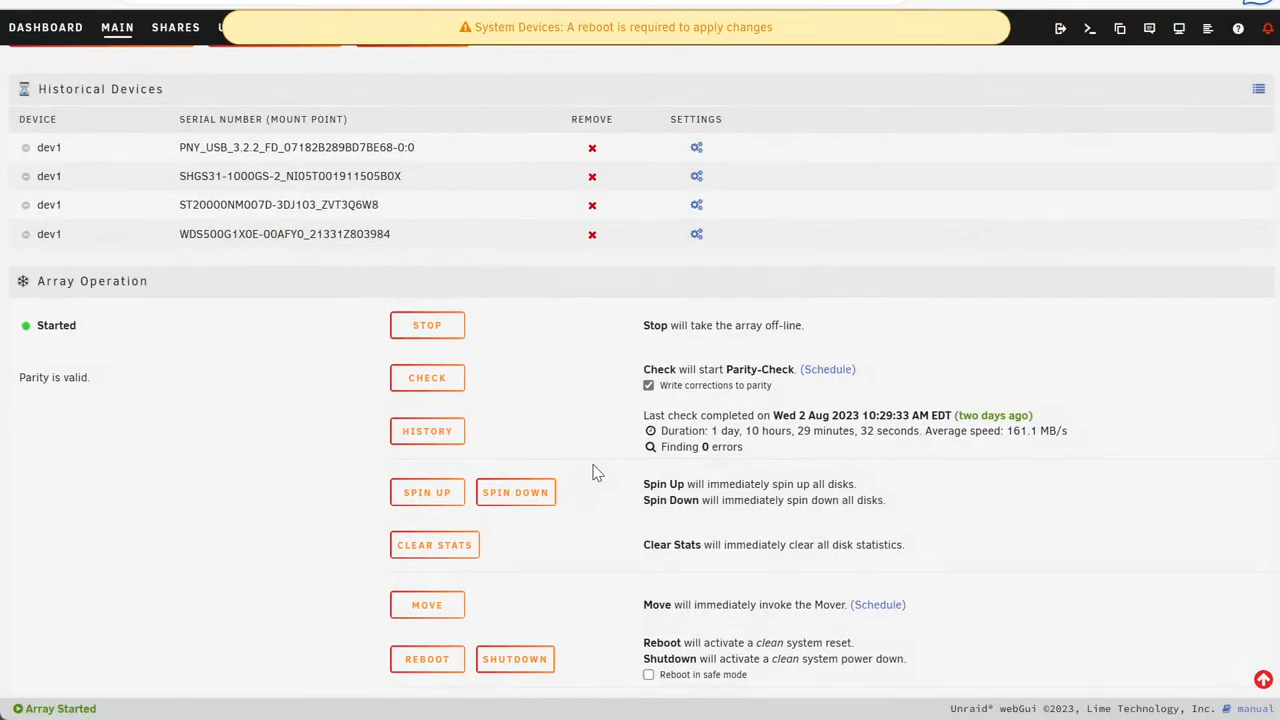 DASHBOARD MAIN SHARES
System Devices: A reboot is required to apply changes
Historical Devices
DEVICE SERIAL NUMBER (MOUNT POINT) REMOVE SETTINGS
dev1 PNY_USB_3.2.2_FD_07182B289BD7BE68-0:0
dev1 SHGS31-1000GS-2_NI05T001911505B0X
dev1 ST20000NM007D-3DJ103_ZVT3Q6W8
dev1 WDS500G1X0E-00AFY0_21331Z803984
Array Operation
Started STOP Stop will take the array off-line.
Parity is valid. CHECK Check will start Parity-Check. (Schedule)
Write corrections to parity
HISTORY Last check completed on Wed 2 Aug 2023 10:29:33 AM EDT (two days ago)
Duration: 1 day, 10 hours, 29 minutes, 32 seconds. Average speed: 161.1 MB/s
Finding 0 errors
SPIN UP SPIN DOWN Spin Up will immediately spin up all disks.
Spin Down will immediately spin down all disks.
CLEAR STATS Clear Stats will immediately clear all disk statistics.
MOVE Move will immediately invoke the Mover. (Schedule)
REBOOT SHUTDOWN Reboot will activate a clean system reset.
Shutdown will activate a clean system power down.
Reboot in safe mode
Array Started Unraid® webGui ©2023, Lime Technology, Inc. manual